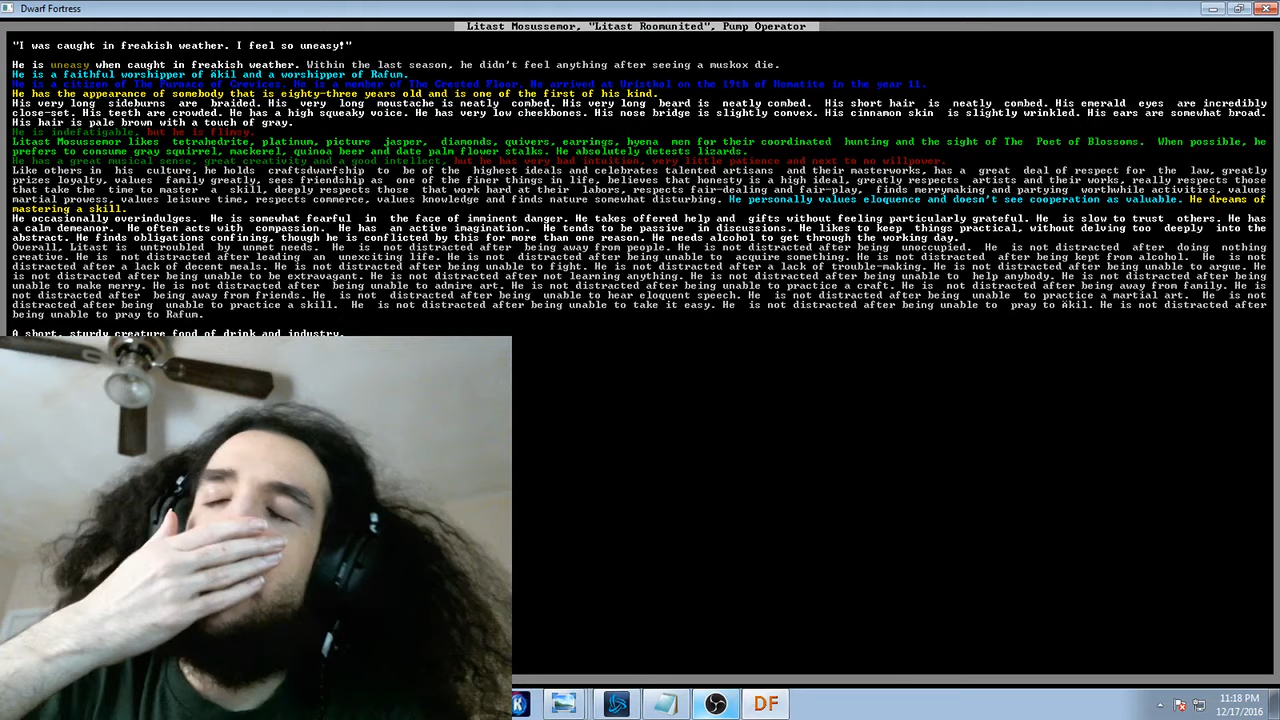 Dwarf Fortress
Litast Mosussemor, "Litast Roomunited", Pump Operator
"I was caught in freakish weather. I feel so uneasy!"
He is uneasy when caught in freakish weather. Within the last season, he didn't feel anything after seeing a muskox die.
He is a faithful worshipper of Akil and a worshipper of Rafum.
He is a citizen of The Furnace of Crevices. He is a member of The Crested Floor. He arrived at Uristkol on the 19th of Hematite in the year 11.
He has the appearance of somebody that is eighty-three years old and is one of the first of his kind.
His very long sideburns are braided. His very long moustache is neatly combed. His very long beard is neatly combed. His short hair is neatly combed. His emerald eyes are incredibly
close-set. His teeth are crowded. He has a high squeaky voice. He has very low cheekbones. His nose bridge is slightly convex. His cinnamon skin is slightly wrinkled. His ears are somewhat broad.
His hair is pale brown with a touch of gray.
He is indefatigable, but he is flimsy.
Litast Mosussemor likes tetrahedrite, platinum, picture jasper, diamonds, quivers, earrings, hyena men for their coordinated hunting and the sight of The Poet of Blossoms. When possible, he
prefers to consume gray squirrel, mackerel, quinoa beer and date palm flower stalks. He absolutely detests lizards.
He has a great musical sense, great creativity and a good intellect, but he has very bad intuition, very little patience and next to no willpower.
Like others in his culture, he holds craftsdwarfship to be of the highest ideals and celebrates talented artisans and their masterworks, has a great deal of respect for the law, greatly
prizes loyalty, values family greatly, sees friendship as one of the finer things in life, believes that honesty is a high ideal, greatly respects artists and their works, really respects those
that take the time to master a skill, deeply respects those that work hard at their labors, respects fair-dealing and fair-play, finds merrymaking and partying worthwhile activities, values
martial prowess, values leisure time, respects commerce, values knowledge and finds nature somewhat disturbing. He personally values eloquence and doesn't see cooperation as valuable. He dreams of
mastering a skill.
He occasionally overindulges. He is somewhat fearful in the face of imminent danger. He takes offered help and gifts without feeling particularly grateful. He is slow to trust others. He has
a calm demeanor. He often acts with compassion. He has an active imagination. He tends to be passive in discussions. He likes to keep things practical, without delving too deeply into the
abstract. He finds obligations confining, though he is conflicted by this for more than one reason. He needs alcohol to get through the working day.
Overall, Litast is untroubled by unmet needs. He is not distracted after being away from people. He is not distracted after being unoccupied. He is not distracted after doing nothing
creative. He is not distracted after leading an unexciting life. He is not distracted after being unable to acquire something. He is not distracted after being kept from alcohol. He is not
distracted after a lack of decent meals. He is not distracted after being unable to fight. He is not distracted after a lack of trouble-making. He is not distracted after being unable to argue. He
is not distracted after being unable to be extravagant. He is not distracted after not learning anything. He is not distracted after being unable to help anybody. He is not distracted after being
unable to make merry. He is not distracted after being unable to admire art. He is not distracted after being unable to practice a craft. He is not distracted after being away from family. He is
not distracted after being away from friends. He is not distracted after being unable to hear eloquent speech. He is not distracted after being unable to practice a martial art. He is not
distracted after being unable to practice a skill. He is not distracted after being unable to take it easy. He is not distracted after being unable to pray to Akil. He is not distracted after
being unable to pray to Rafum.
A short, sturdy creature fond of drink and industry.
K
DF
11:18 PM
12/17/2016